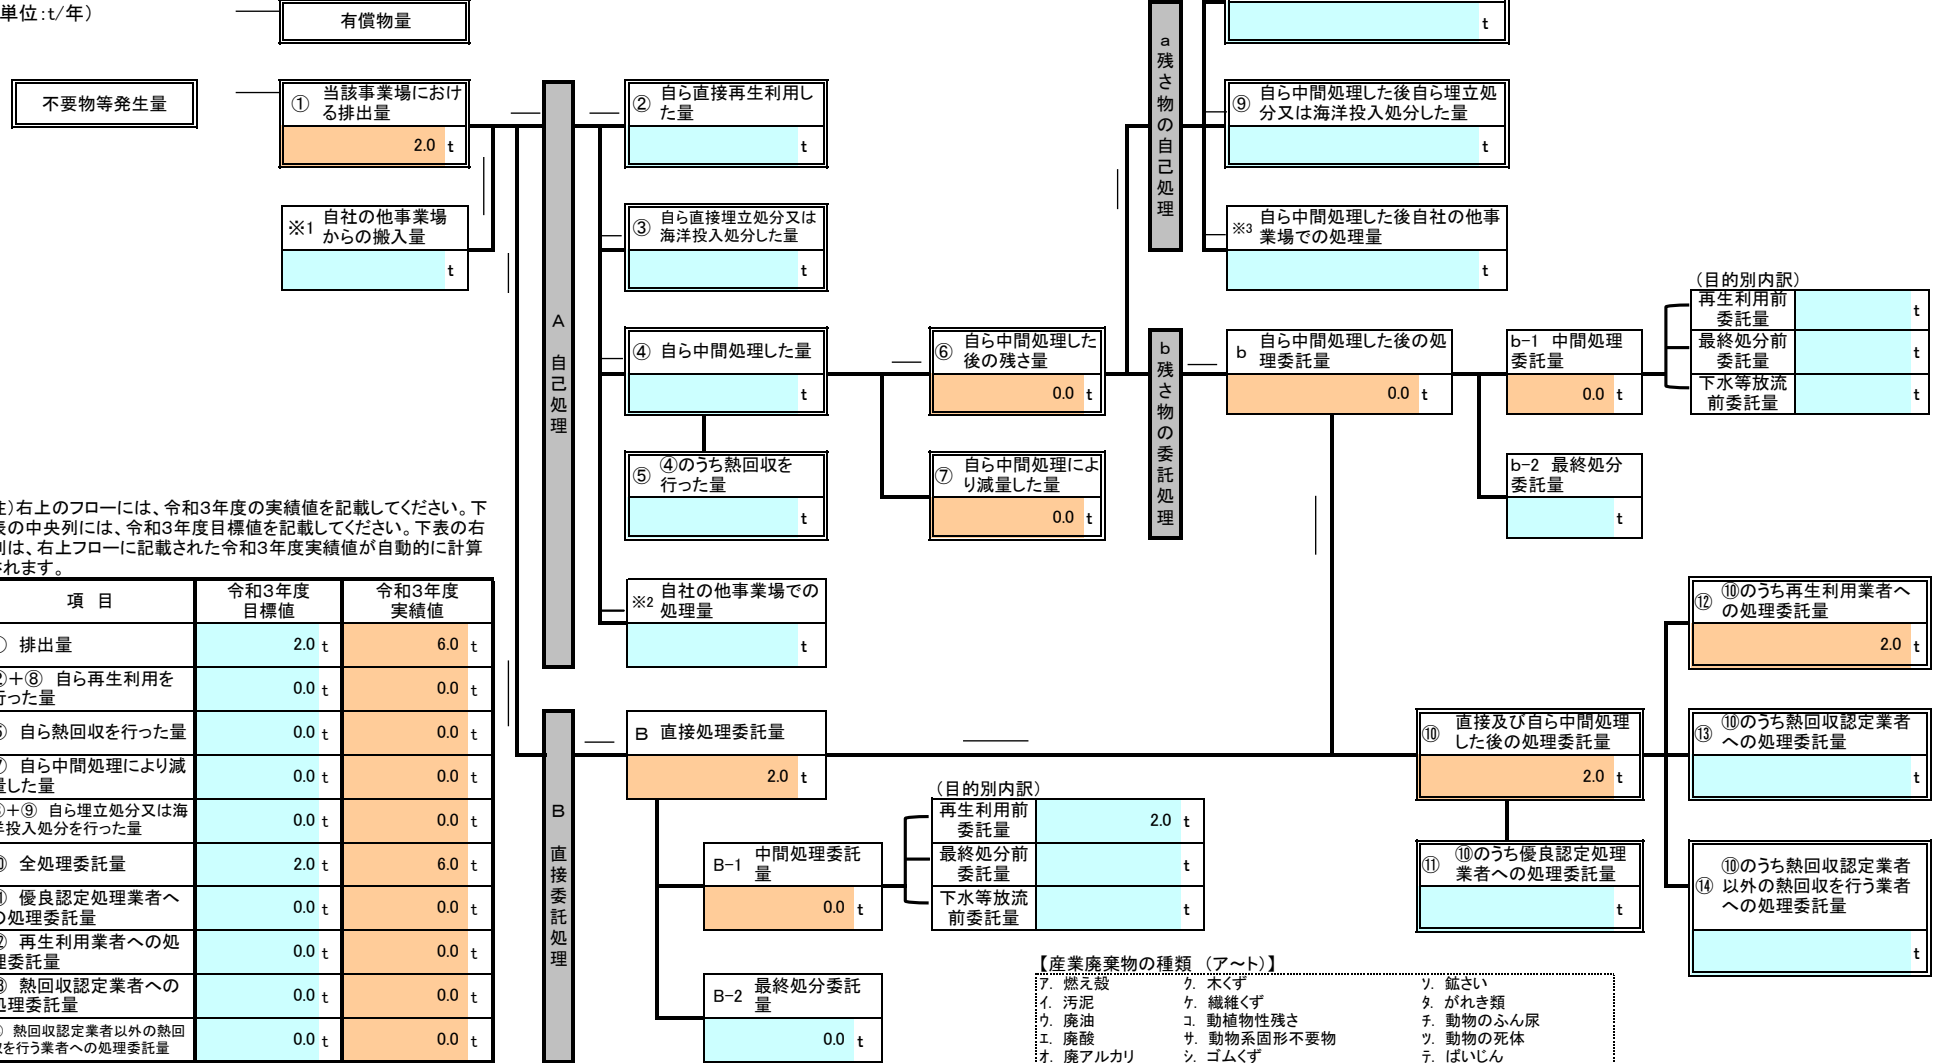 単位:t/年）
有償物量
t
不要物等発生量
① 当該事業場におけ
る排出量
2.0 t
※1 自社の他事業場
からの搬入量
t
A 自己処理
② 自ら直接再生利用し
た量
t
③ 自ら直接埋立処分又は
海洋投入処分した量
t
④ 自ら中間処理した量
t
⑤ ④のうち熱回収を
行った量
t
※2 自社の他事業場での
処理量
t
⑥ 自ら中間処理した
後の残さ量
0.0 t
⑦ 自ら中間処理によ
り減量した量
0.0 t
a残さ物の自己処理
⑨ 自ら中間処理した後自ら埋立処
分又は海洋投入処分した量
t
※3 自ら中間処理した後自社の他事
業場での処理量
t
b残さ物の委託処理
b 自ら中間処理した後の処
理委託量
0.0 t
b-1 中間処理
委託量
0.0 t
b-2 最終処分
委託量
t
（目的別内訳）
再生利用前
委託量
t
最終処分前
委託量
t
下水等放流
前委託量
t
)右上のフローには、令和3年度の実績値を記載してください。下
の中央列には、令和3年度目標値を記載してください。下表の右
は、右上フローに記載された令和3年度実績値が自動的に計算
れます。
項 目
令和3年度
目標値
令和3年度
実績値
排出量 2.0 t 6.0 t
＋⑧ 自ら再生利用を
った量 0.0 t 0.0 t
自ら熱回収を行った量 0.0 t 0.0 t
自ら中間処理により減
した量 0.0 t 0.0 t
＋⑨ 自ら埋立処分又は海
投入処分を行った量 0.0 t 0.0 t
全処理委託量 2.0 t 6.0 t
優良認定処理業者へ
の処理委託量 0.0 t 0.0 t
再生利用業者への処
理委託量 0.0 t 0.0 t
熱回収認定業者への
処理委託量 0.0 t 0.0 t
熱回収認定業者以外の熱回
収を行う業者への処理委託量 0.0 t 0.0 t
B 直接委託処理
B 直接処理委託量
2.0 t
B-1 中間処理委託
量
0.0 t
B-2 最終処分委託
量
0.0 t
（目的別内訳）
再生利用前
委託量
2.0 t
最終処分前
委託量
t
下水等放流
前委託量
t
⑩ 直接及び自ら中間処理
した後の処理委託量
2.0 t
⑪ ⑩のうち優良認定処理
業者への処理委託量
t
⑫ ⑩のうち再生利用業者へ
の処理委託量
2.0 t
⑬ ⑩のうち熱回収認定業者
への処理委託量
t
⑭ ⑩のうち熱回収認定業者
以外の熱回収を行う業者
への処理委託量
t
【産業廃棄物の種類 （ア～ト）】
ｱ. 燃え殻 ｸ. 木くず ｿ. 鉱さい
ｲ. 汚泥 ｹ. 繊維くず ﾀ. がれき類
ｳ. 廃油 ｺ. 動植物性残さ ﾁ. 動物のふん尿
ｴ. 廃酸 ｻ. 動物系固形不要物 ﾂ. 動物の死体
ｵ. 廃アルカリ ｼ. ゴムくず ﾃ. ばいじん